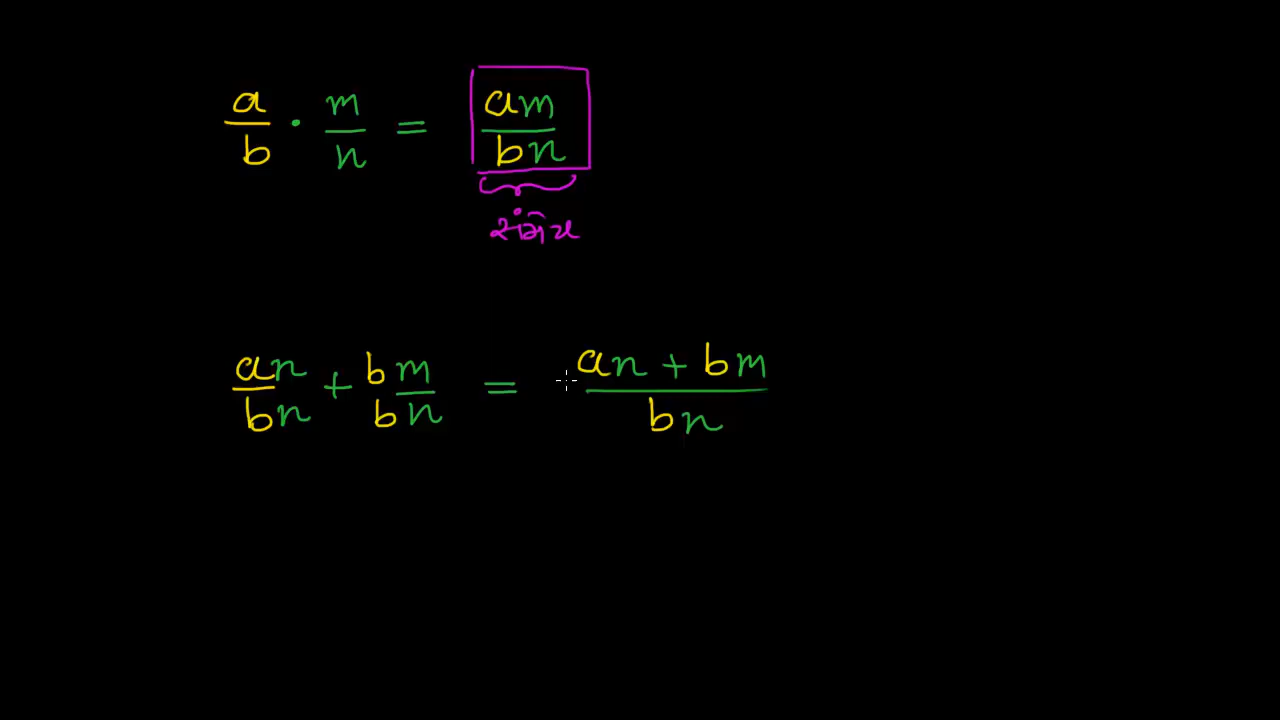 a/b · m/n = am/bn
સંમેય
an/bn + bm/bn = (an + bm)/bn